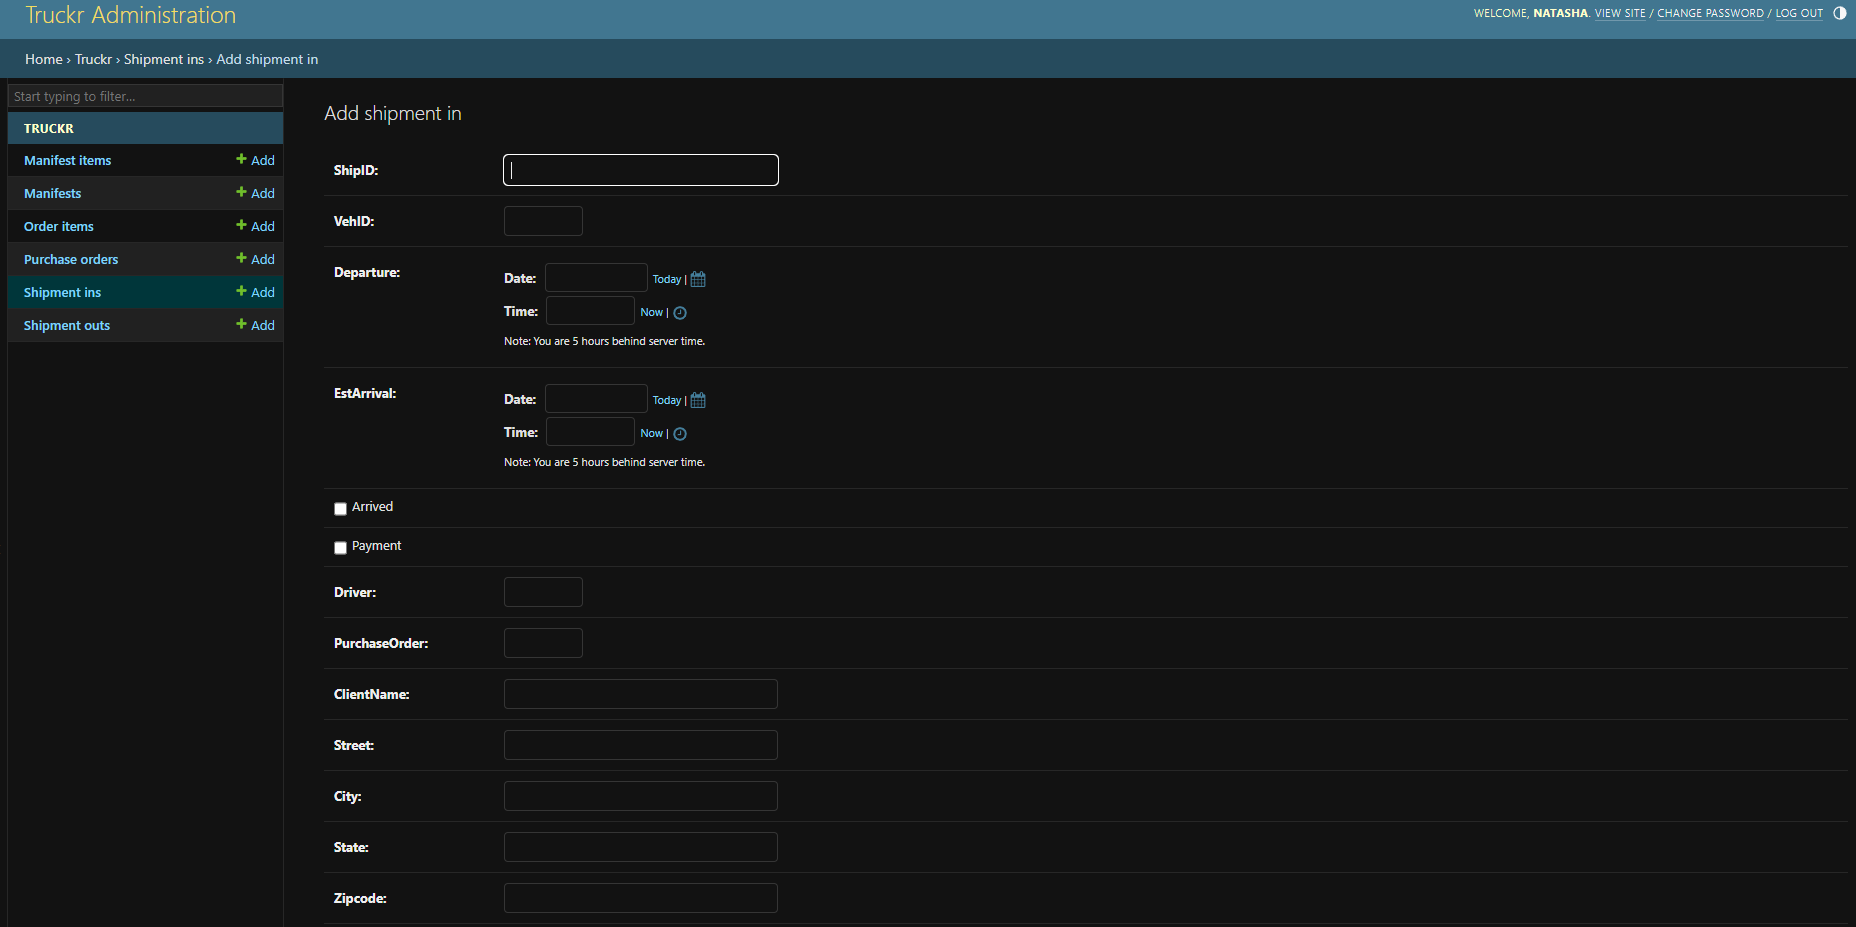 Truckr Administration
WELCOME, NATASHA. VIEW SITE / CHANGE PASSWORD / LOG OUT
Home › Truckr › Shipment ins › Add shipment in
Start typing to filter...
TRUCKR
Manifest items + Add
Manifests + Add
Order items + Add
Purchase orders + Add
Shipment ins + Add
Shipment outs + Add
Add shipment in
ShipID:
VehID:
Departure:
Date: Today |
Time: Now |
Note: You are 5 hours behind server time.
EstArrival:
Date: Today |
Time: Now |
Note: You are 5 hours behind server time.
Arrived
Payment
Driver:
PurchaseOrder:
ClientName:
Street:
City:
State:
Zipcode: